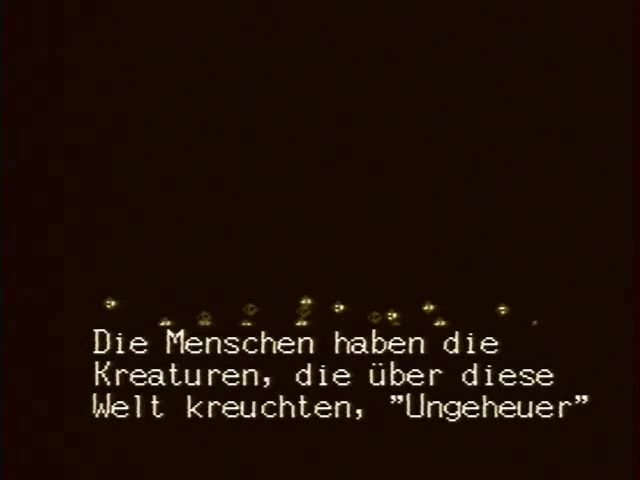 Die Menschen haben die
Kreaturen, die über diese
Welt kreuchten, ”Ungeheuer”